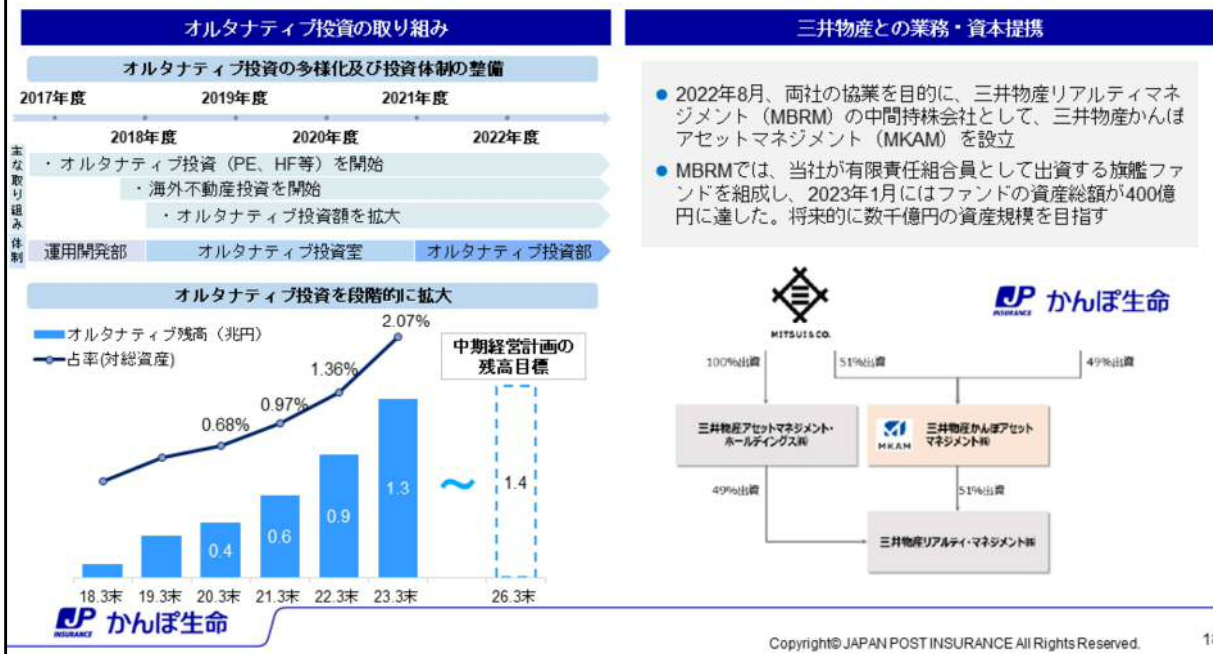 オルタナティブ投資の取り組み
オルタナティブ投資の多様化及び投資体制の整備
2017年度
2019年度
2021年度
2018年度
2020年度
2022年度
主な取り組み
・オルタナティブ投資（PE、HF等）を開始
・海外不動産投資を開始
・オルタナティブ投資額を拡大
体制
運用開発部
オルタナティブ投資室
オルタナティブ投資部
オルタナティブ投資を段階的に拡大
オルタナティブ残高（兆円）
占率(対総資産)
0.68%
0.97%
1.36%
2.07%
中期経営計画の
残高目標
0.4
0.6
0.9
1.3
～
1.4
18.3末
19.3末
20.3末
21.3末
22.3末
23.3末
26.3末
三井物産との業務・資本提携
● 2022年8月、両社の協業を目的に、三井物産リアルティマネ
ジメント（MBRM）の中間持株会社として、三井物産かんぽ
アセットマネジメント（MKAM）を設立
● MBRMでは、当社が有限責任組合員として出資する旗艦ファ
ンドを組成し、2023年1月にはファンドの資産総額が400億
円に達した。将来的に数千億円の資産規模を目指す
MITSUI & CO.
JP INSURANCE かんぽ生命
100%出資
51%出資
49%出資
三井物産アセットマネジメント・
ホールディングス㈱
MKAM
三井物産かんぽアセット
マネジメント㈱
49%出資
51%出資
三井物産リアルティ・マネジメント㈱
JP INSURANCE かんぽ生命
Copyright© JAPAN POST INSURANCE All Rights Reserved.